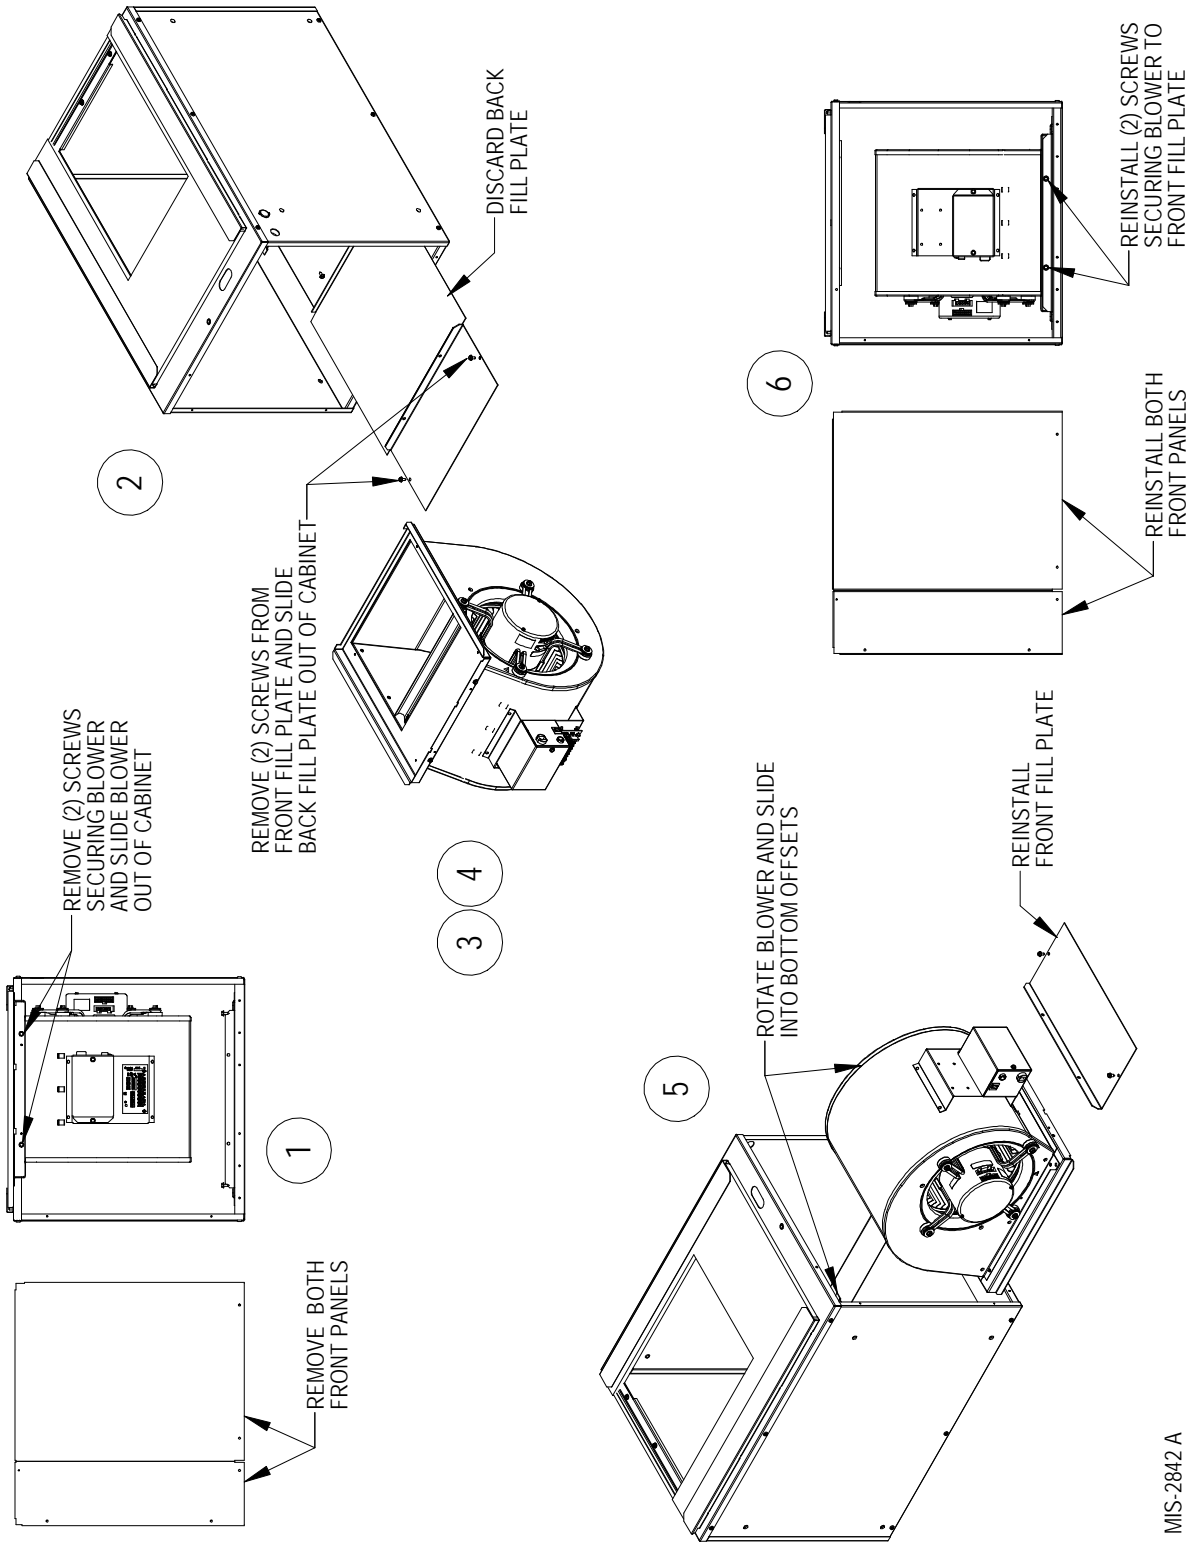 REMOVE BOTH
FRONT PANELS
1
REMOVE (2) SCREWS
SECURING BLOWER
AND SLIDE BLOWER
OUT OF CABINET
2
REMOVE (2) SCREWS FROM
FRONT FILL PLATE AND SLIDE
BACK FILL PLATE OUT OF CABINET
DISCARD BACK
FILL PLATE
3
4
5
ROTATE BLOWER AND SLIDE
INTO BOTTOM OFFSETS
REINSTALL
FRONT FILL PLATE
6
REINSTALL BOTH
FRONT PANELS
REINSTALL (2) SCREWS
SECURING BLOWER TO
FRONT FILL PLATE
MIS-2842 A